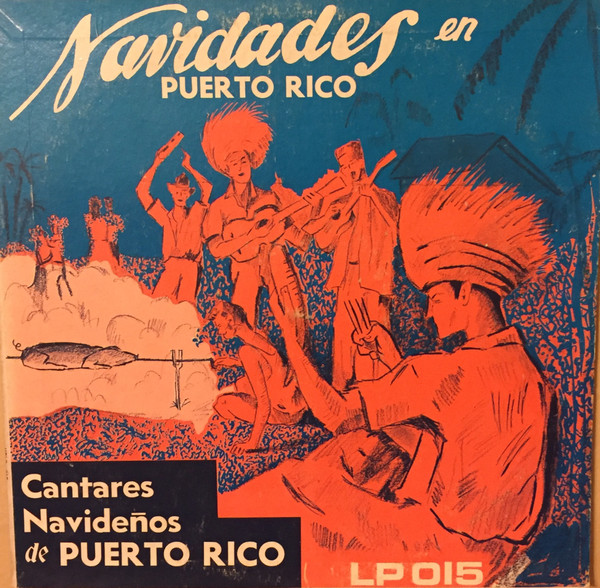 Navidades en
PUERTO RICO
Cantares
Navideños
de PUERTO RICO
LP 015